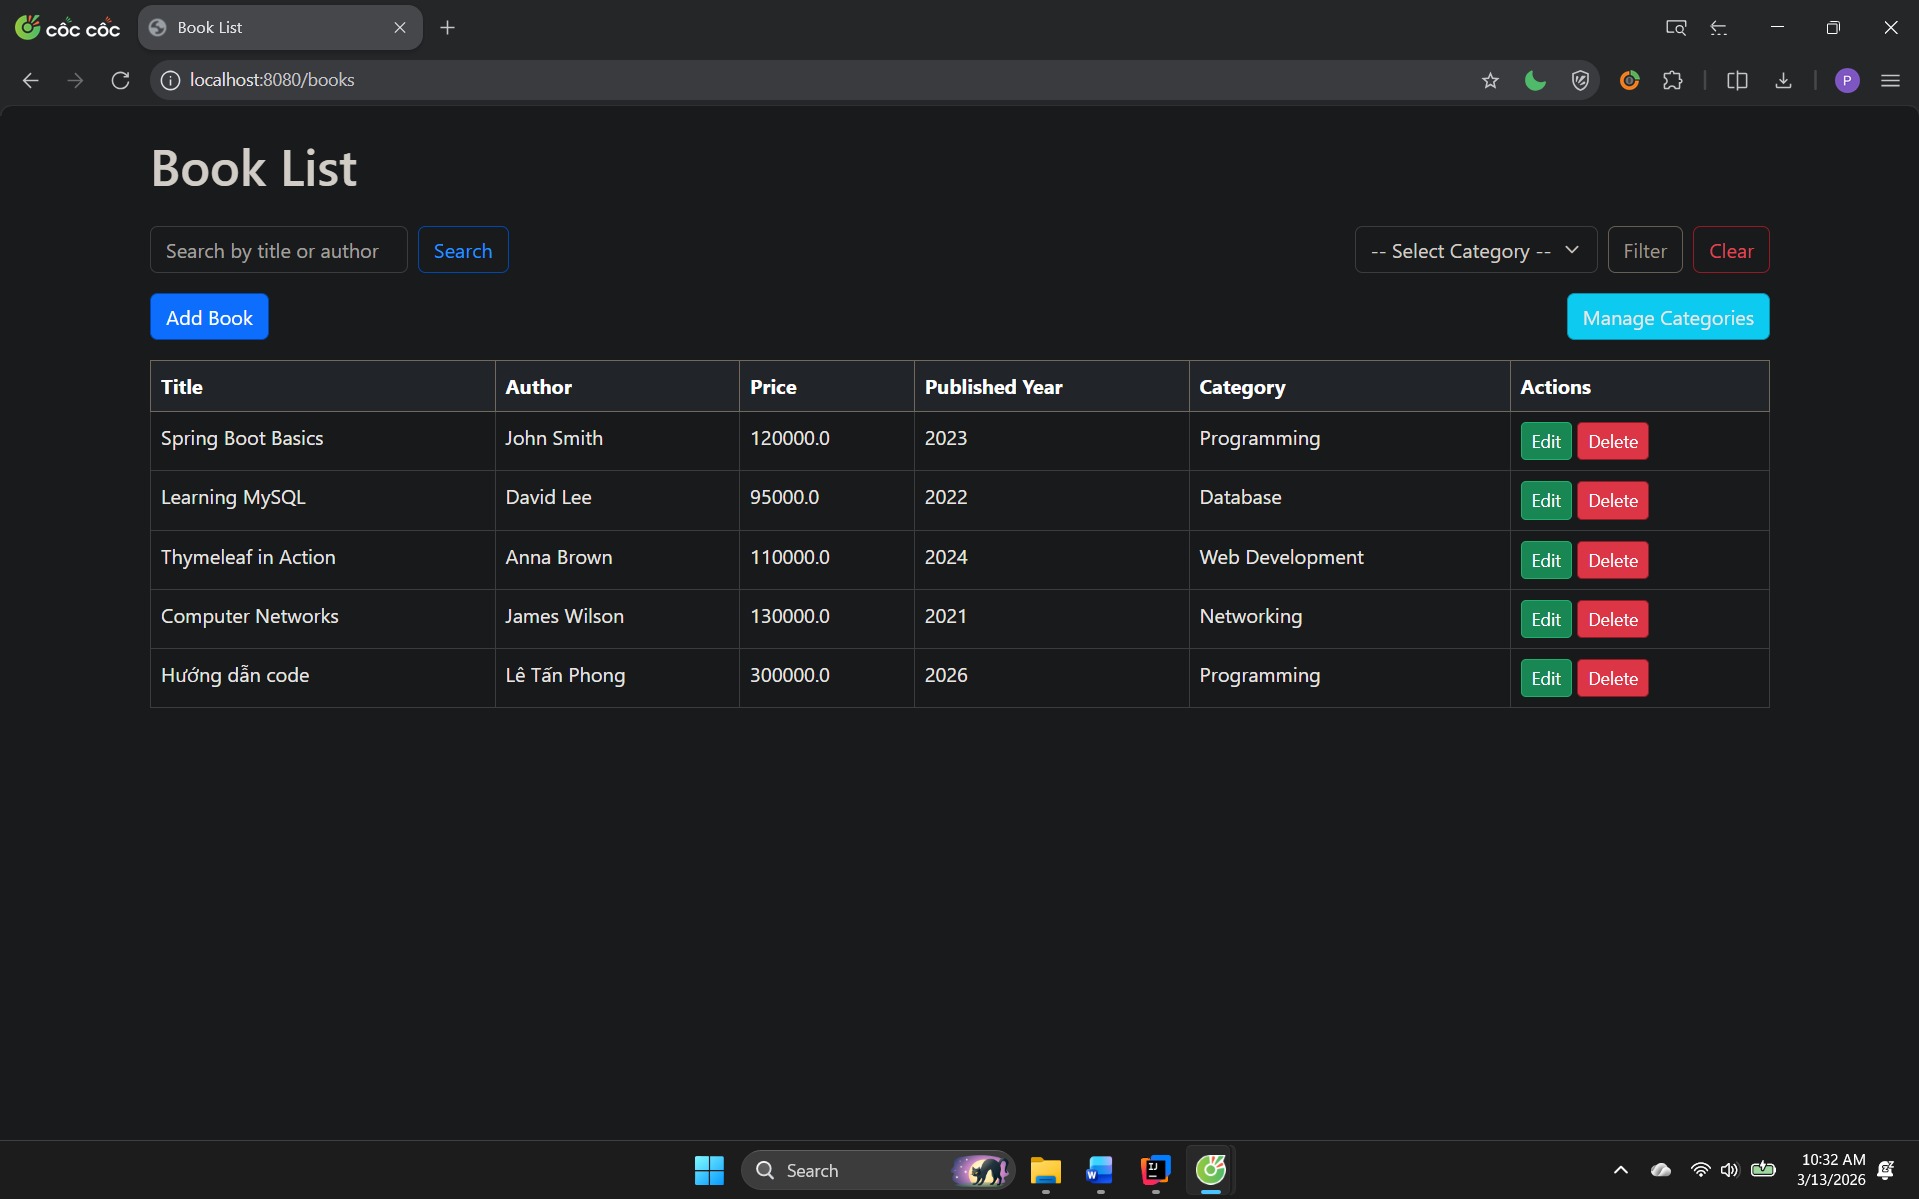 cốc cốc
Book List
localhost:8080/books
P
Book List
Search by title or author Search -- Select Category -- Filter Clear
Add Book Manage Categories
Title Author Price Published Year Category Actions
Spring Boot Basics John Smith 120000.0 2023 Programming Edit Delete
Learning MySQL David Lee 95000.0 2022 Database Edit Delete
Thymeleaf in Action Anna Brown 110000.0 2024 Web Development Edit Delete
Computer Networks James Wilson 130000.0 2021 Networking Edit Delete
Hướng dẫn code Lê Tấn Phong 300000.0 2026 Programming Edit Delete
Search
W
IJ
10:32 AM
3/13/2026